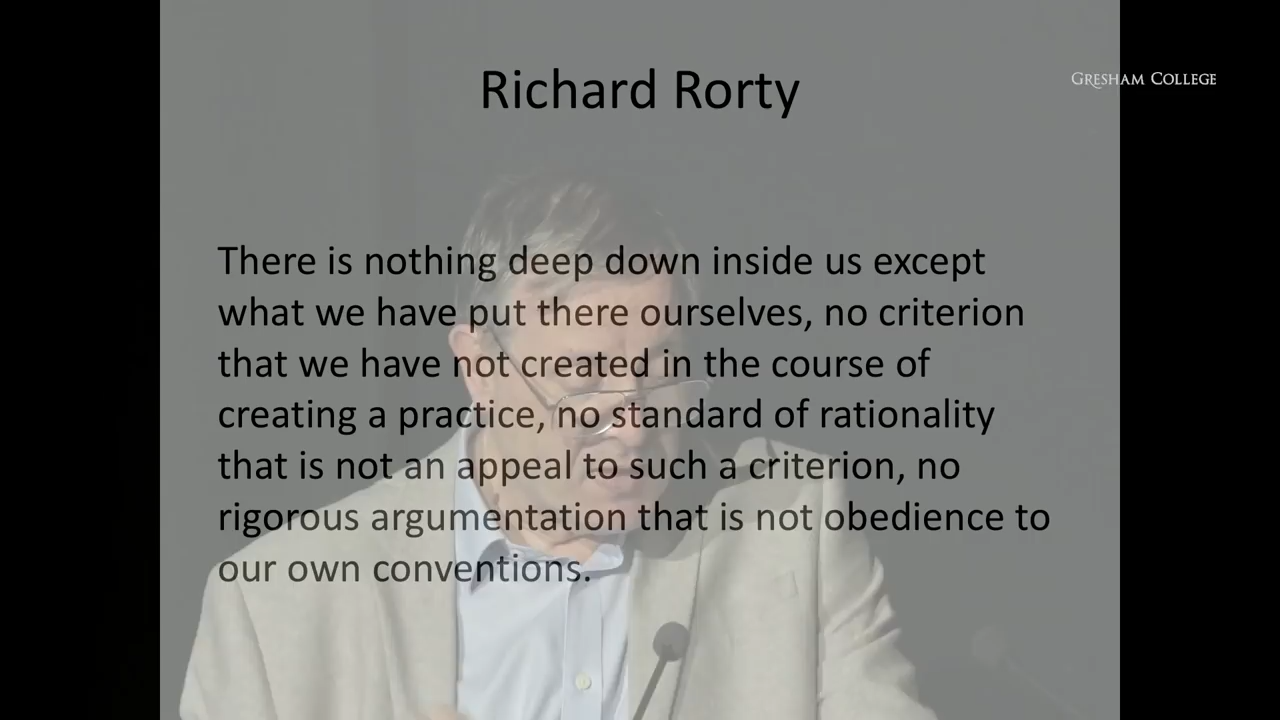 Richard Rorty
GRESHAM COLLEGE
There is nothing deep down inside us except
what we have put there ourselves, no criterion
that we have not created in the course of
creating a practice, no standard of rationality
that is not an appeal to such a criterion, no
rigorous argumentation that is not obedience to
our own conventions.